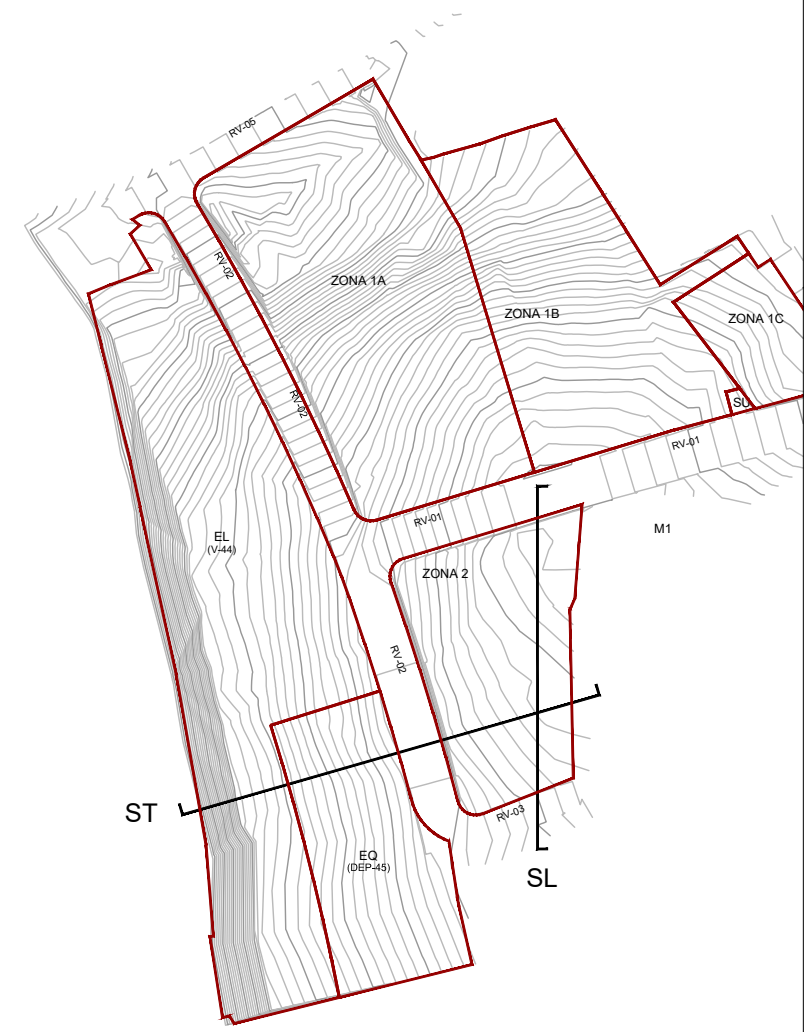 RV-05
RV-02
ZONA 1A
ZONA 1B
ZONA 1C
RV-02
SU
RV-01
RV-01
M1
EL
(V-44)
ZONA 2
RV-02
ST
RV-03
EQ
(DEP-45)
SL